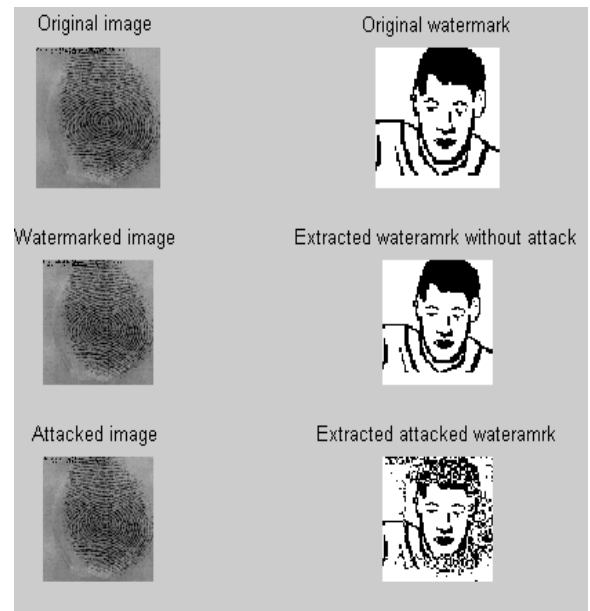 Original image
Original watermark
Watermarked image
Extracted wateramrk without attack
Attacked image
Extracted attacked wateramrk